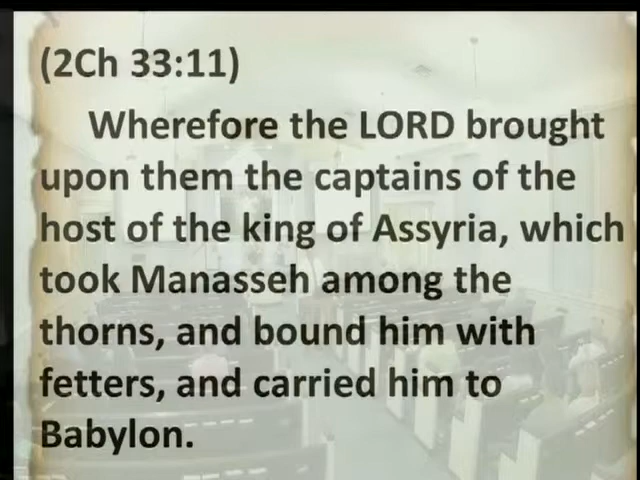 (2Ch 33:11)
Wherefore the LORD brought
upon them the captains of the
host of the king of Assyria, which
took Manasseh among the
thorns, and bound him with
fetters, and carried him to
Babylon.